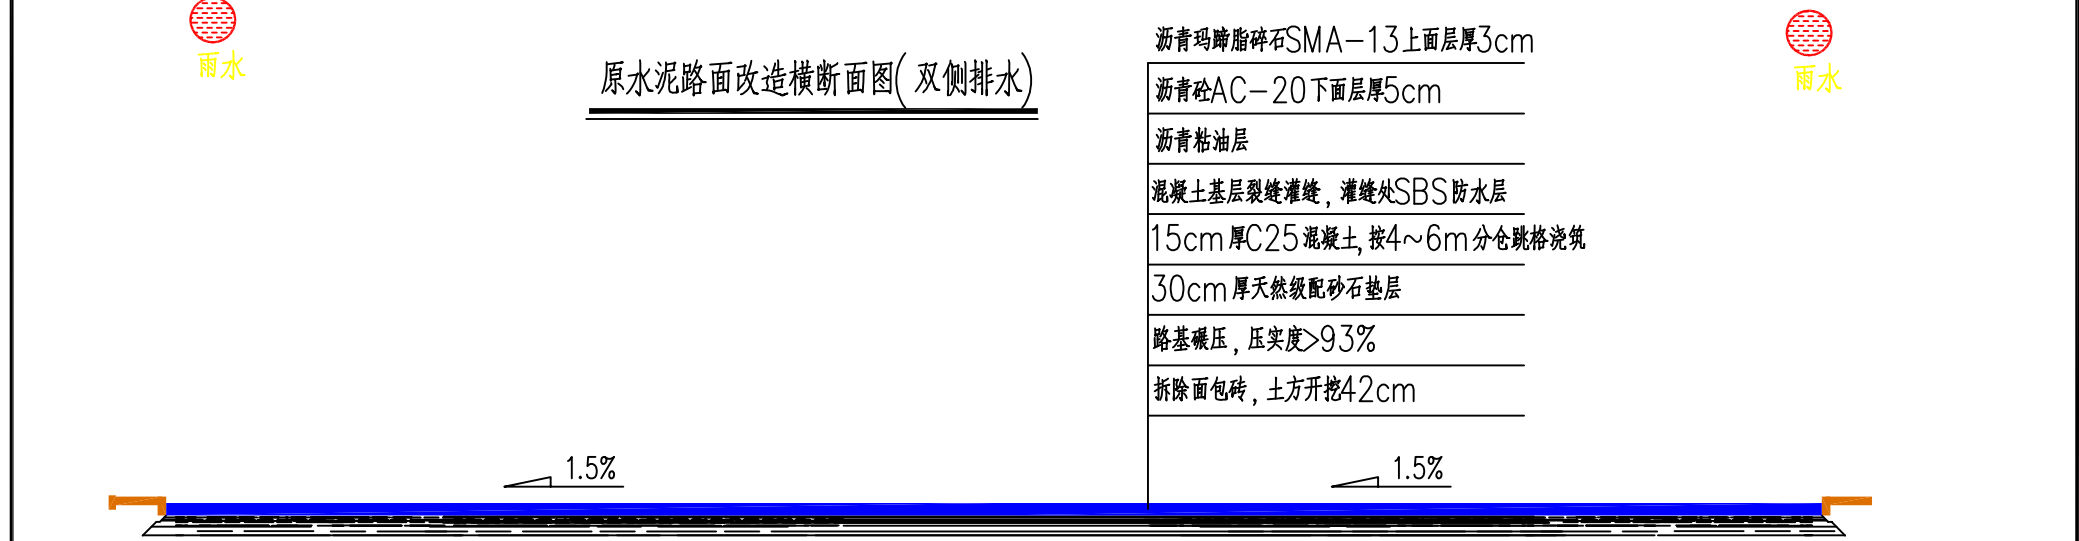 雨水
原水泥路面改造横断面图(双侧排水)
沥青玛蹄脂碎石SMA-13上面层厚3cm
沥青砼AC-20下面层厚5cm
沥青粘油层
混凝土基层裂缝灌缝,灌缝处SBS防水层
15cm厚C25混凝土,按4~6m分仓跳格浇筑
30cm厚天然级配砂石垫层
路基碾压,压实度>93%
拆除面包砖,土方开挖42cm
雨水
1.5%
1.5%